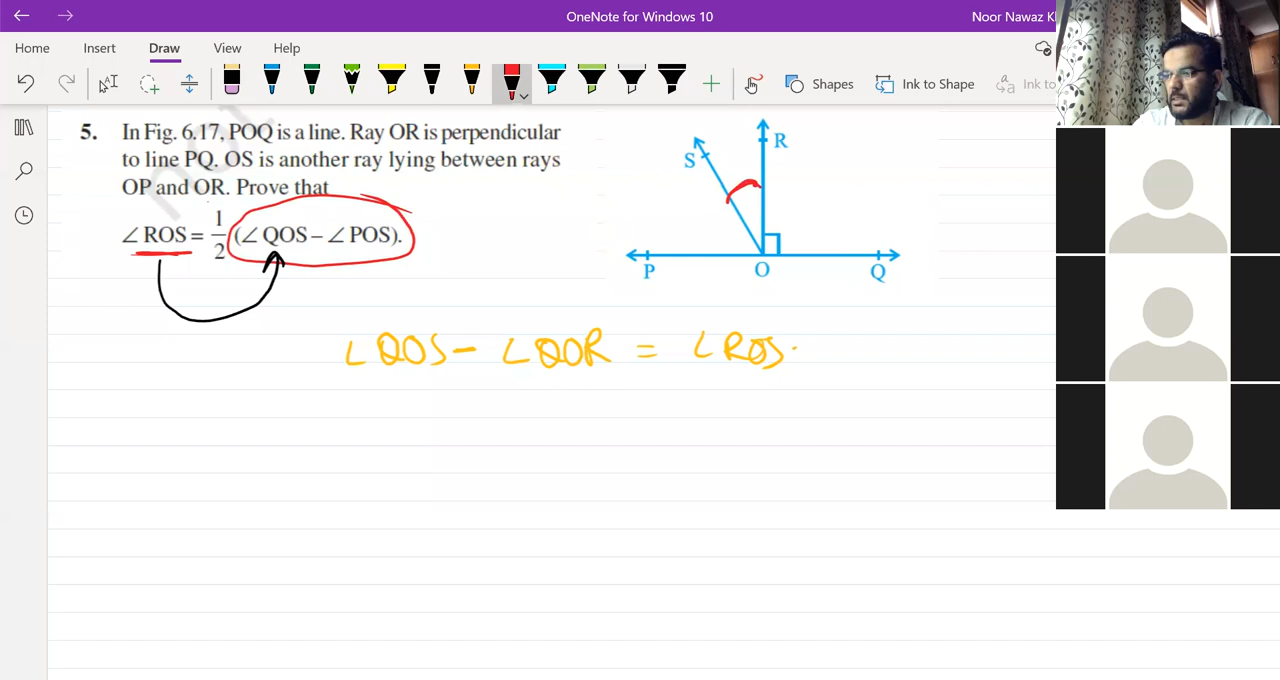 OneNote for Windows 10
Noor Nawaz K
Home Insert Draw View Help
Shapes Ink to Shape Ink to
5. In Fig. 6.17, POQ is a line. Ray OR is perpendicular
to line PQ. OS is another ray lying between rays
OP and OR. Prove that
∠ ROS = 1/2 (∠ QOS – ∠ POS).
R
S
P O Q
∠QOS - ∠QOR = ∠ROS.
not